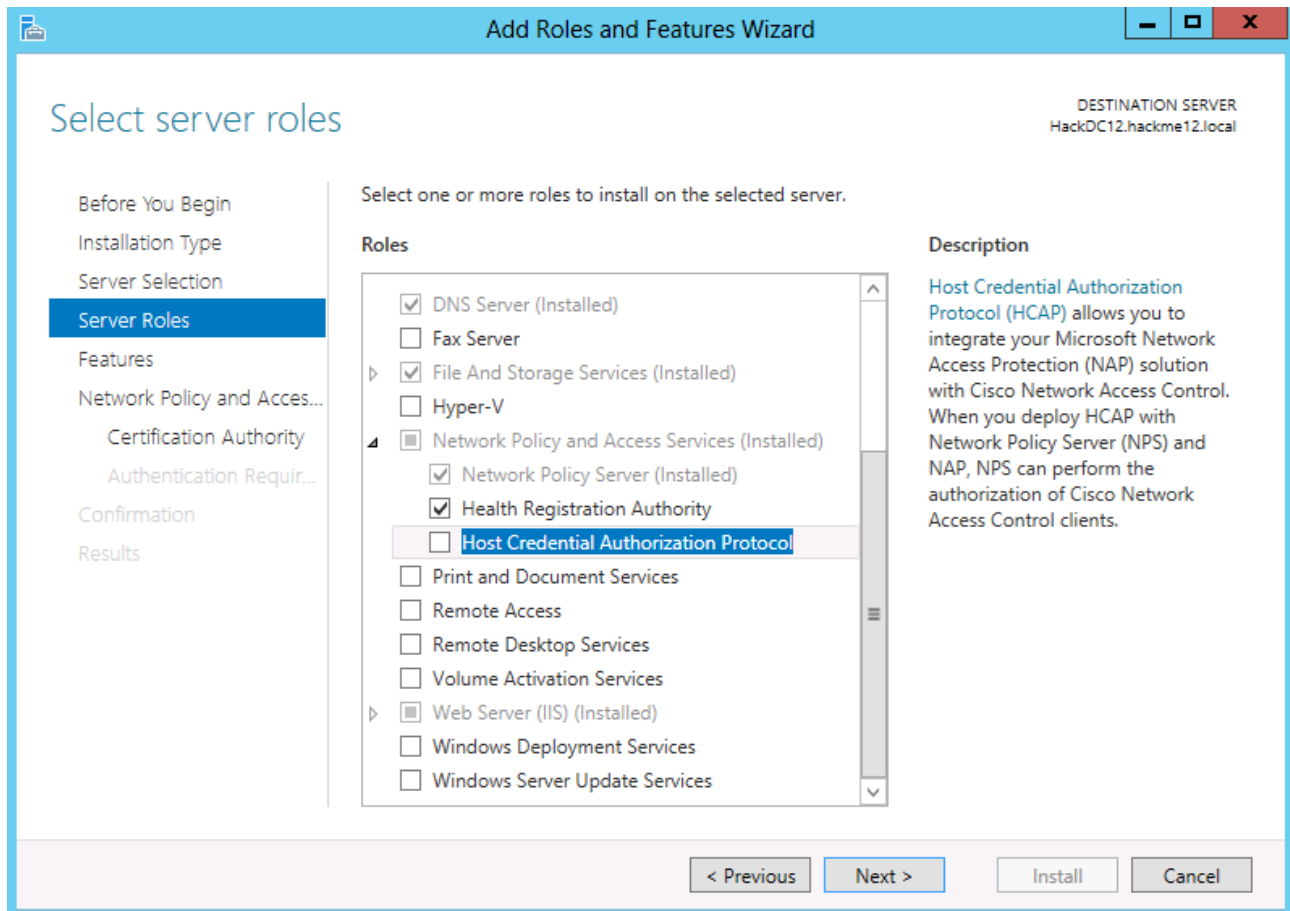 Add Roles and Features Wizard
X
Select server roles
DESTINATION SERVER
HackDC12.hackme12.local
Before You Begin
Installation Type
Server Selection
Server Roles
Features
Network Policy and Acces...
Certification Authority
Authentication Requir...
Confirmation
Results
Select one or more roles to install on the selected server.
Roles
DNS Server (Installed)
Fax Server
File And Storage Services (Installed)
Hyper-V
Network Policy and Access Services (Installed)
Network Policy Server (Installed)
Health Registration Authority
Host Credential Authorization Protocol
Print and Document Services
Remote Access
Remote Desktop Services
Volume Activation Services
Web Server (IIS) (Installed)
Windows Deployment Services
Windows Server Update Services
Description
Host Credential Authorization
Protocol (HCAP) allows you to
integrate your Microsoft Network
Access Protection (NAP) solution
with Cisco Network Access Control.
When you deploy HCAP with
Network Policy Server (NPS) and
NAP, NPS can perform the
authorization of Cisco Network
Access Control clients.
< Previous
Next >
Install
Cancel